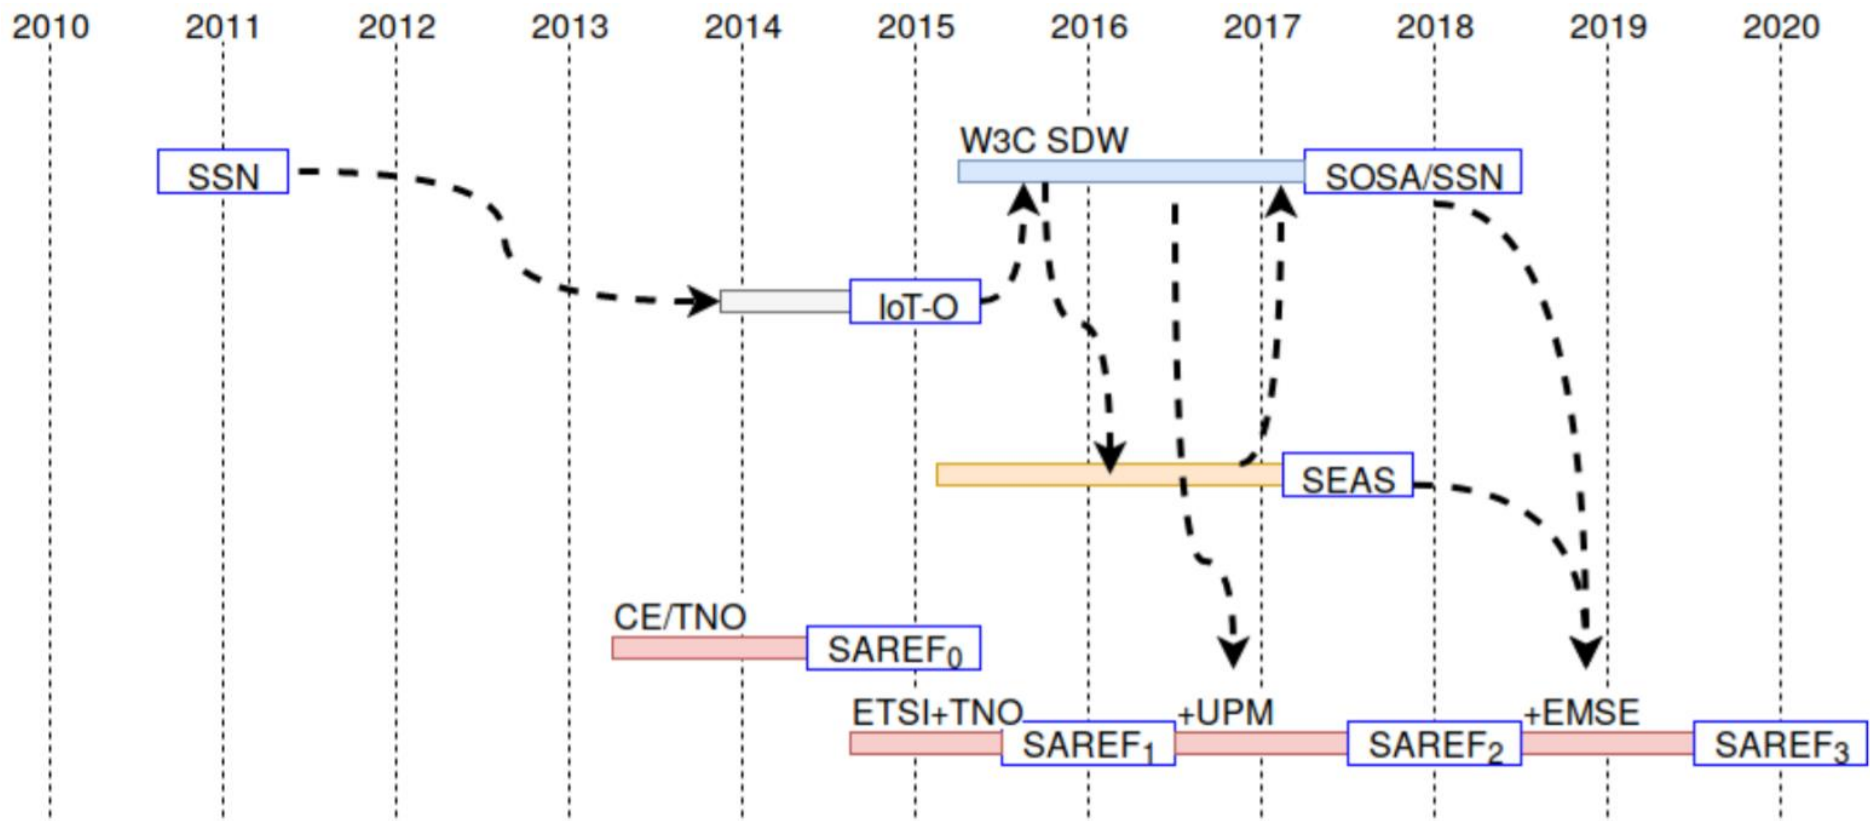 2010 2011 2012 2013 2014 2015 2016 2017 2018 2019 2020
W3C SDW
SSN SOSA/SSN
IoT-O
SEAS
CE/TNO
SAREF0
ETSI+TNO +UPM +EMSE
SAREF1 SAREF2 SAREF3